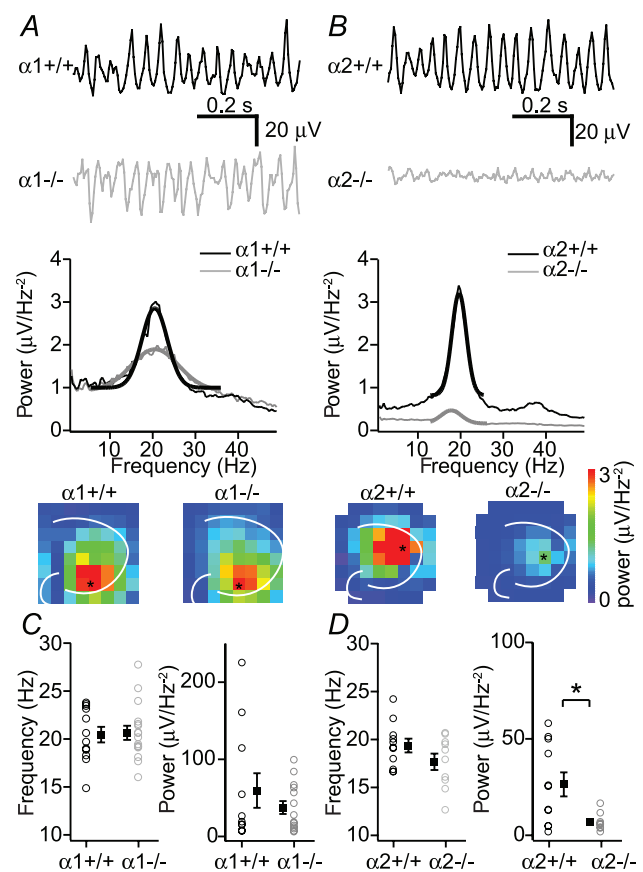 A
B
α1+/+
α2+/+
0.2 s
20 μV
0.2 s
20 μV
α1-/-
α2-/-
4
3
2
1
0
Power (μV/Hz⁻²)
α1+/+
α1-/-
10 20 30 40
Frequency (Hz)
4
3
2
1
0
Power (μV/Hz⁻²)
α2+/+
α2-/-
10 20 30 40
Frequency (Hz)
α1+/+
α1-/-
α2+/+
α2-/-
*
*
*
*
3
0
power (μV/Hz⁻²)
C
D
30
25
20
15
10
Frequency (Hz)
α1+/+ α1-/-
200
100
0
Power (μV/Hz⁻²)
α1+/+ α1-/-
30
25
20
15
10
Frequency (Hz)
α2+/+ α2-/-
100
50
0
Power (μV/Hz⁻²)
*
α2+/+ α2-/-